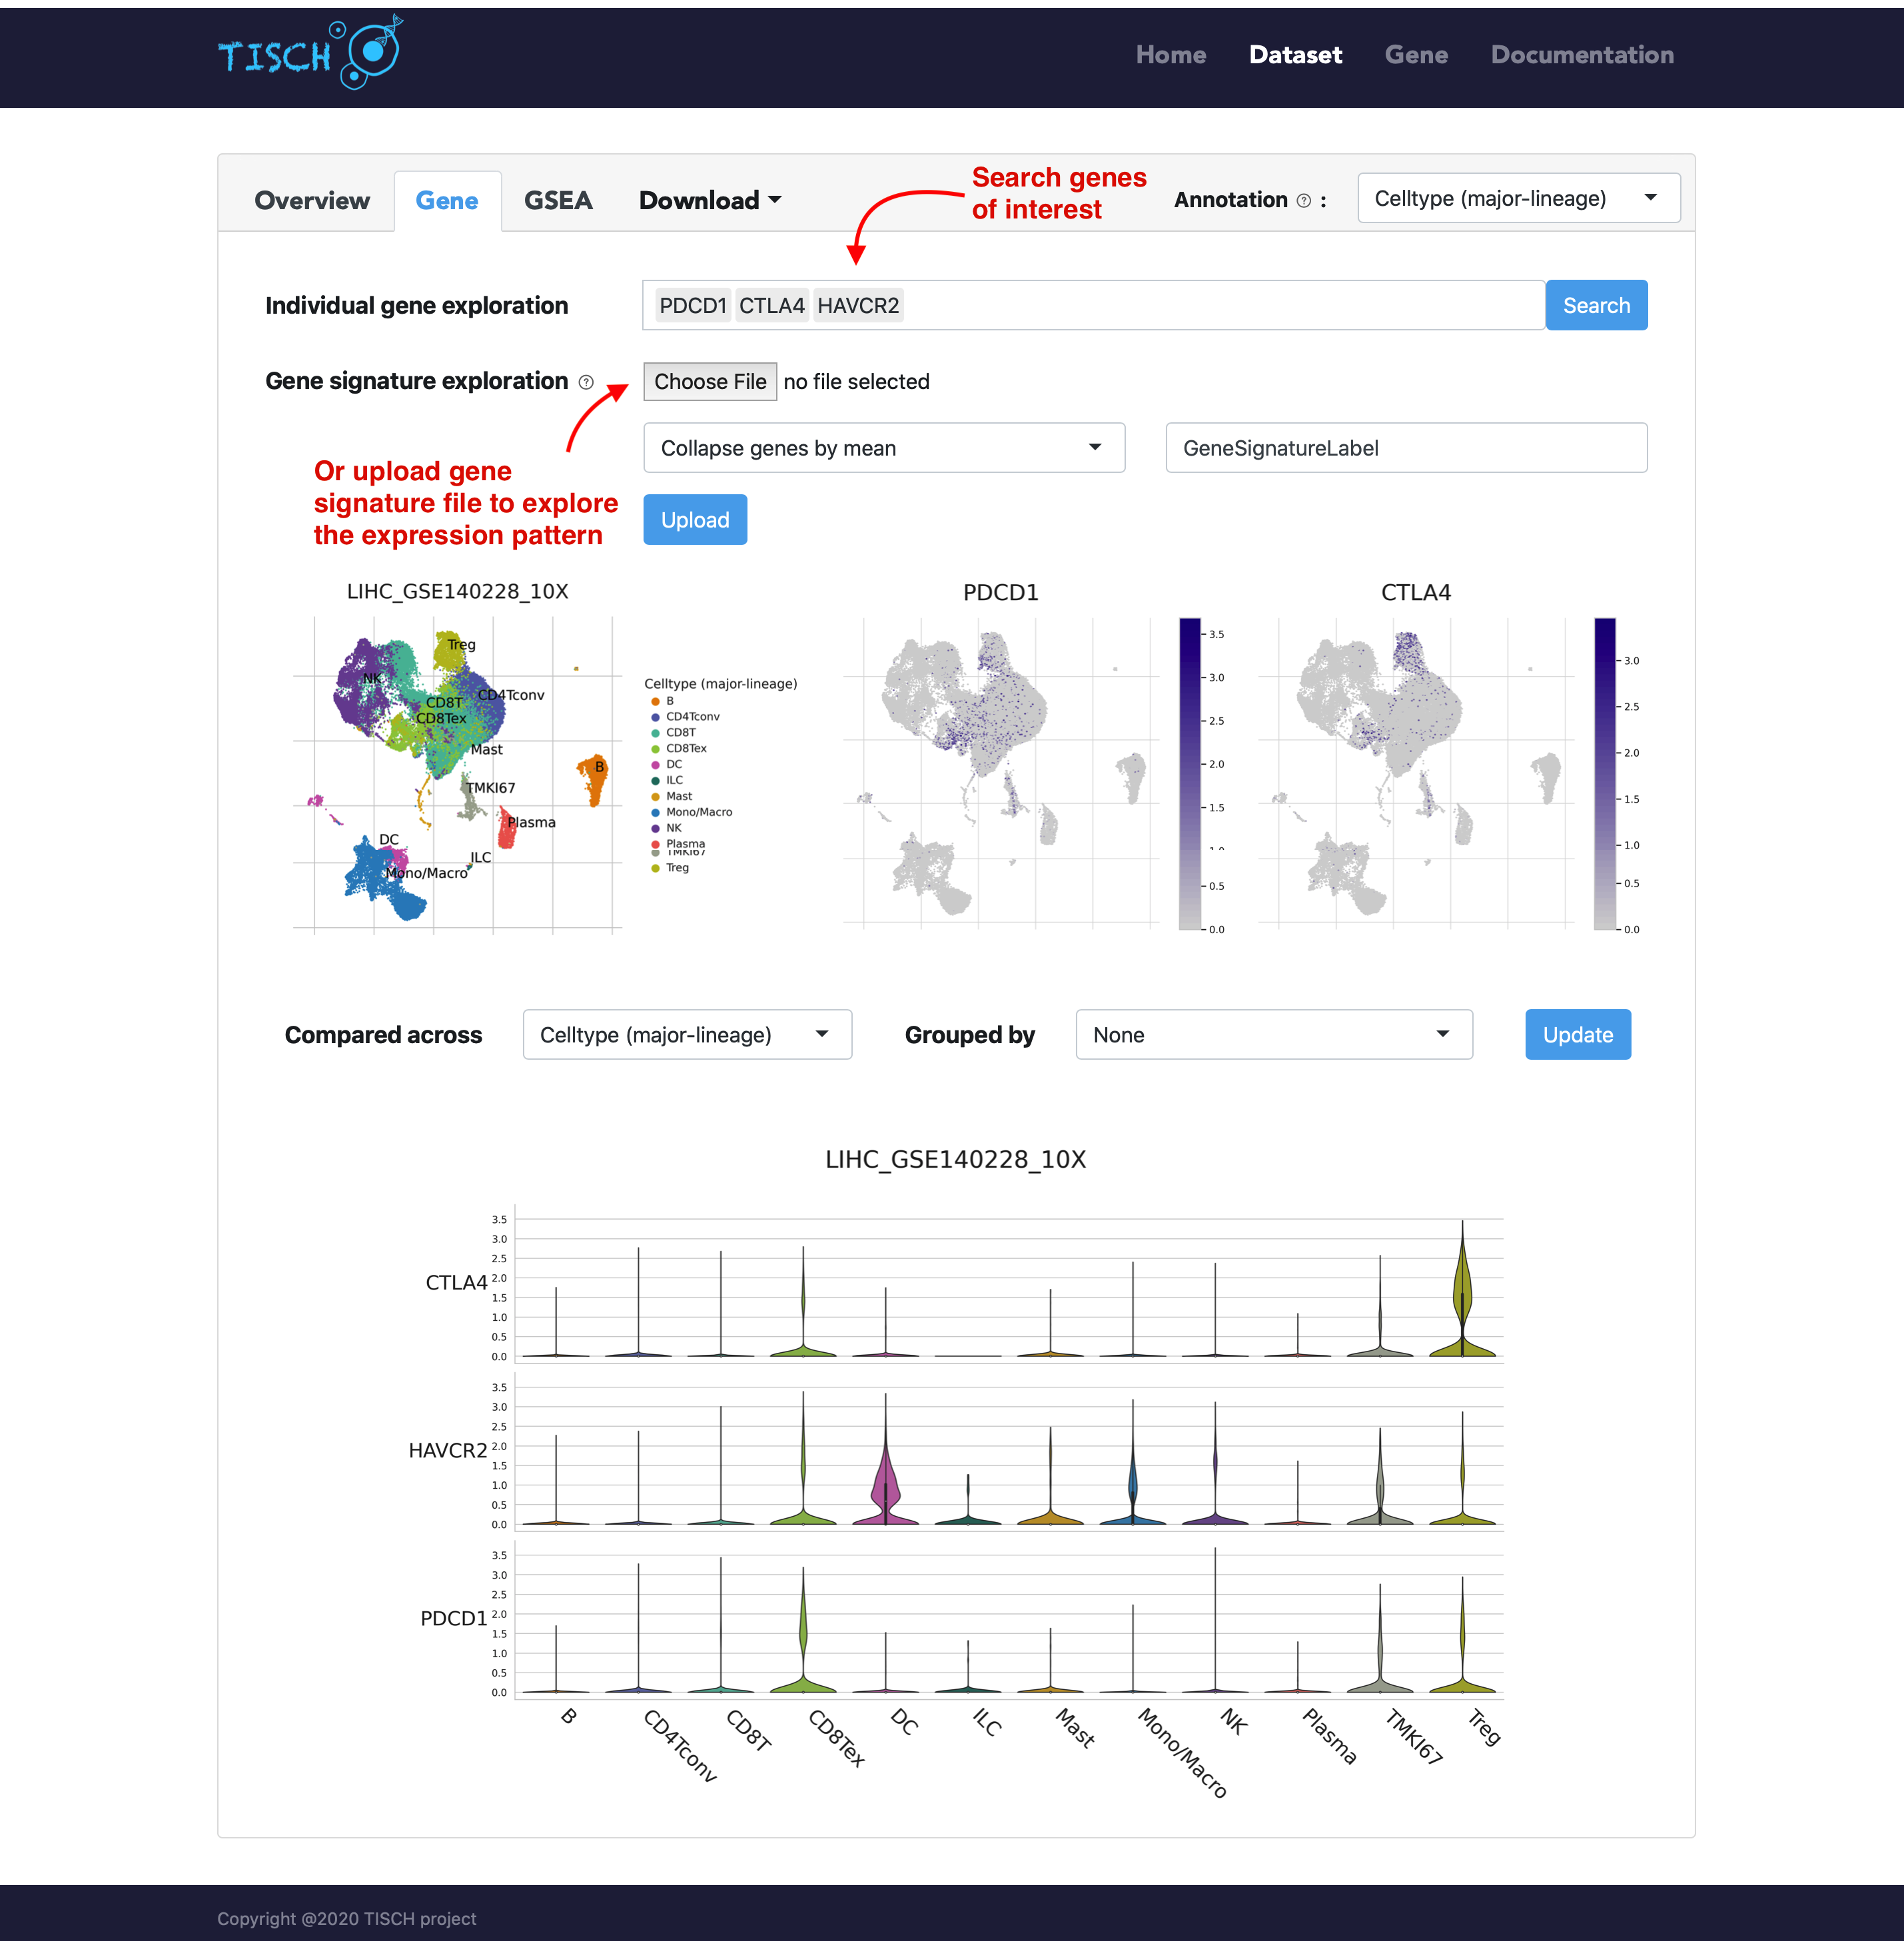 TISCH
Home Dataset Gene Documentation
Overview Gene GSEA Download
Search genes
of interest
Annotation ? :
Celltype (major-lineage)
Individual gene exploration
PDCD1 CTLA4 HAVCR2
Search
Gene signature exploration ?
Choose File no file selected
Collapse genes by mean
GeneSignatureLabel
Or upload gene
signature file to explore
the expression pattern
Upload
LIHC_GSE140228_10X
Treg
NK
CD4Tconv
CD8T
CD8Tex
Mast
B
TMKI67
Plasma
DC
ILC
Mono/Macro
Celltype (major-lineage)
B
CD4Tconv
CD8T
CD8Tex
DC
ILC
Mast
Mono/Macro
NK
Plasma
TMKI67
Treg
PDCD1
3.5
3.0
2.5
2.0
1.5
1.0
0.5
0.0
CTLA4
3.0
2.5
2.0
1.5
1.0
0.5
0.0
Compared across
Celltype (major-lineage)
Grouped by
None
Update
LIHC_GSE140228_10X
CTLA4
3.5
3.0
2.5
2.0
1.5
1.0
0.5
0.0
HAVCR2
3.5
3.0
2.5
2.0
1.5
1.0
0.5
0.0
PDCD1
3.5
3.0
2.5
2.0
1.5
1.0
0.5
0.0
B
CD4Tconv
CD8T
CD8Tex
DC
ILC
Mast
Mono/Macro
NK
Plasma
TMKI67
Treg
Copyright @2020 TISCH project